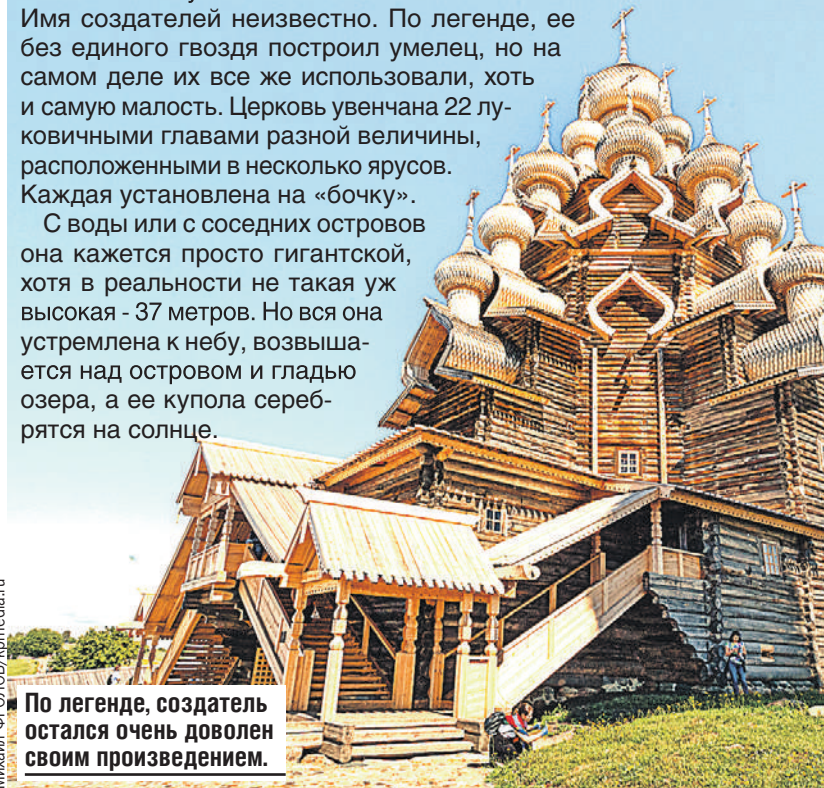 Имя создателей неизвестно. По легенде, ее
без единого гвоздя построил умелец, но на
самом деле их все же использовали, хоть
и самую малость. Церковь увенчана 22 лу-
ковичными главами разной величины,
расположенными в несколько ярусов.
Каждая установлена на «бочку».
С воды или с соседних островов
она кажется просто гигантской,
хотя в реальности не такая уж
высокая - 37 метров. Но вся она
устремлена к небу, возвыша-
ется над островом и гладью
озера, а ее купола сереб-
рятся на солнце.
Михаил ФРОЛОВ/kpmedia.ru
По легенде, создатель
остался очень доволен
своим произведением.